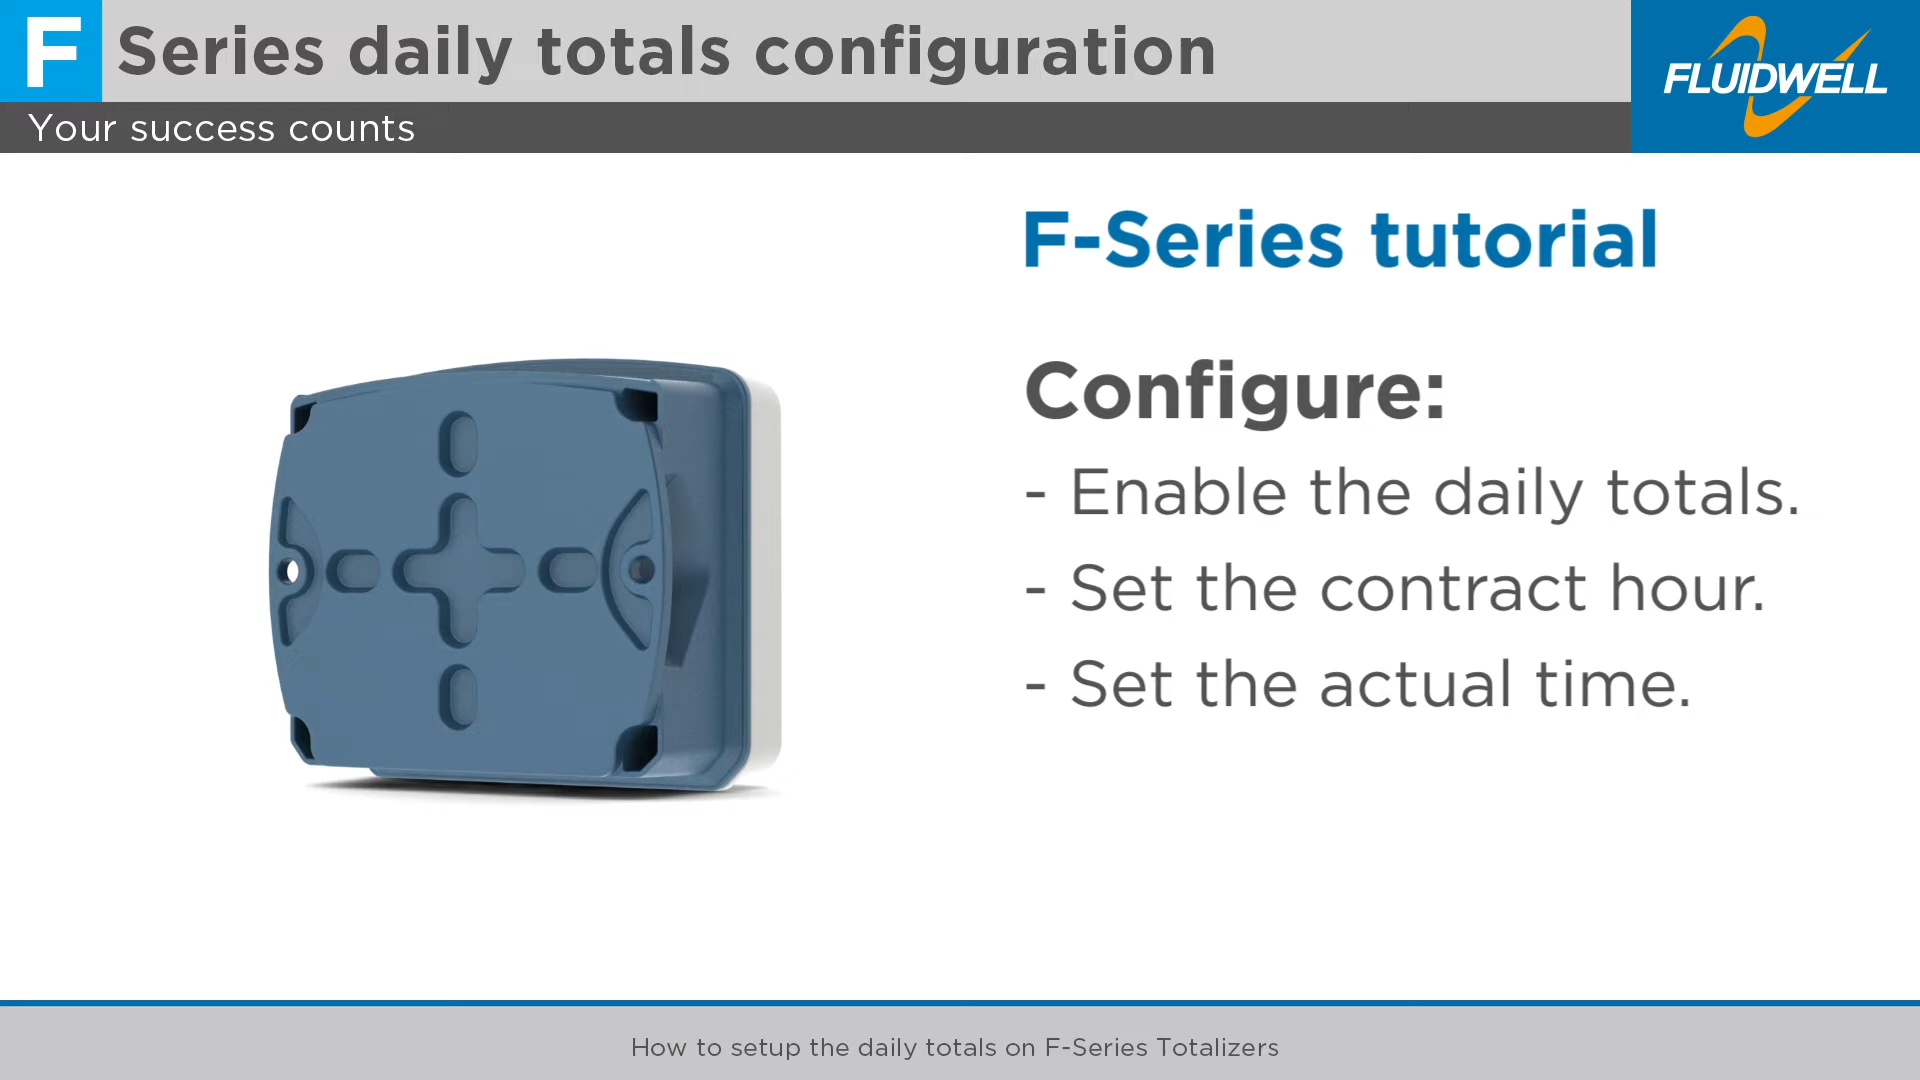 F Series daily totals configuration
FLUIDWELL
Your success counts
F-Series tutorial
Configure:
- Enable the daily totals.
- Set the contract hour.
- Set the actual time.
How to setup the daily totals on F-Series Totalizers